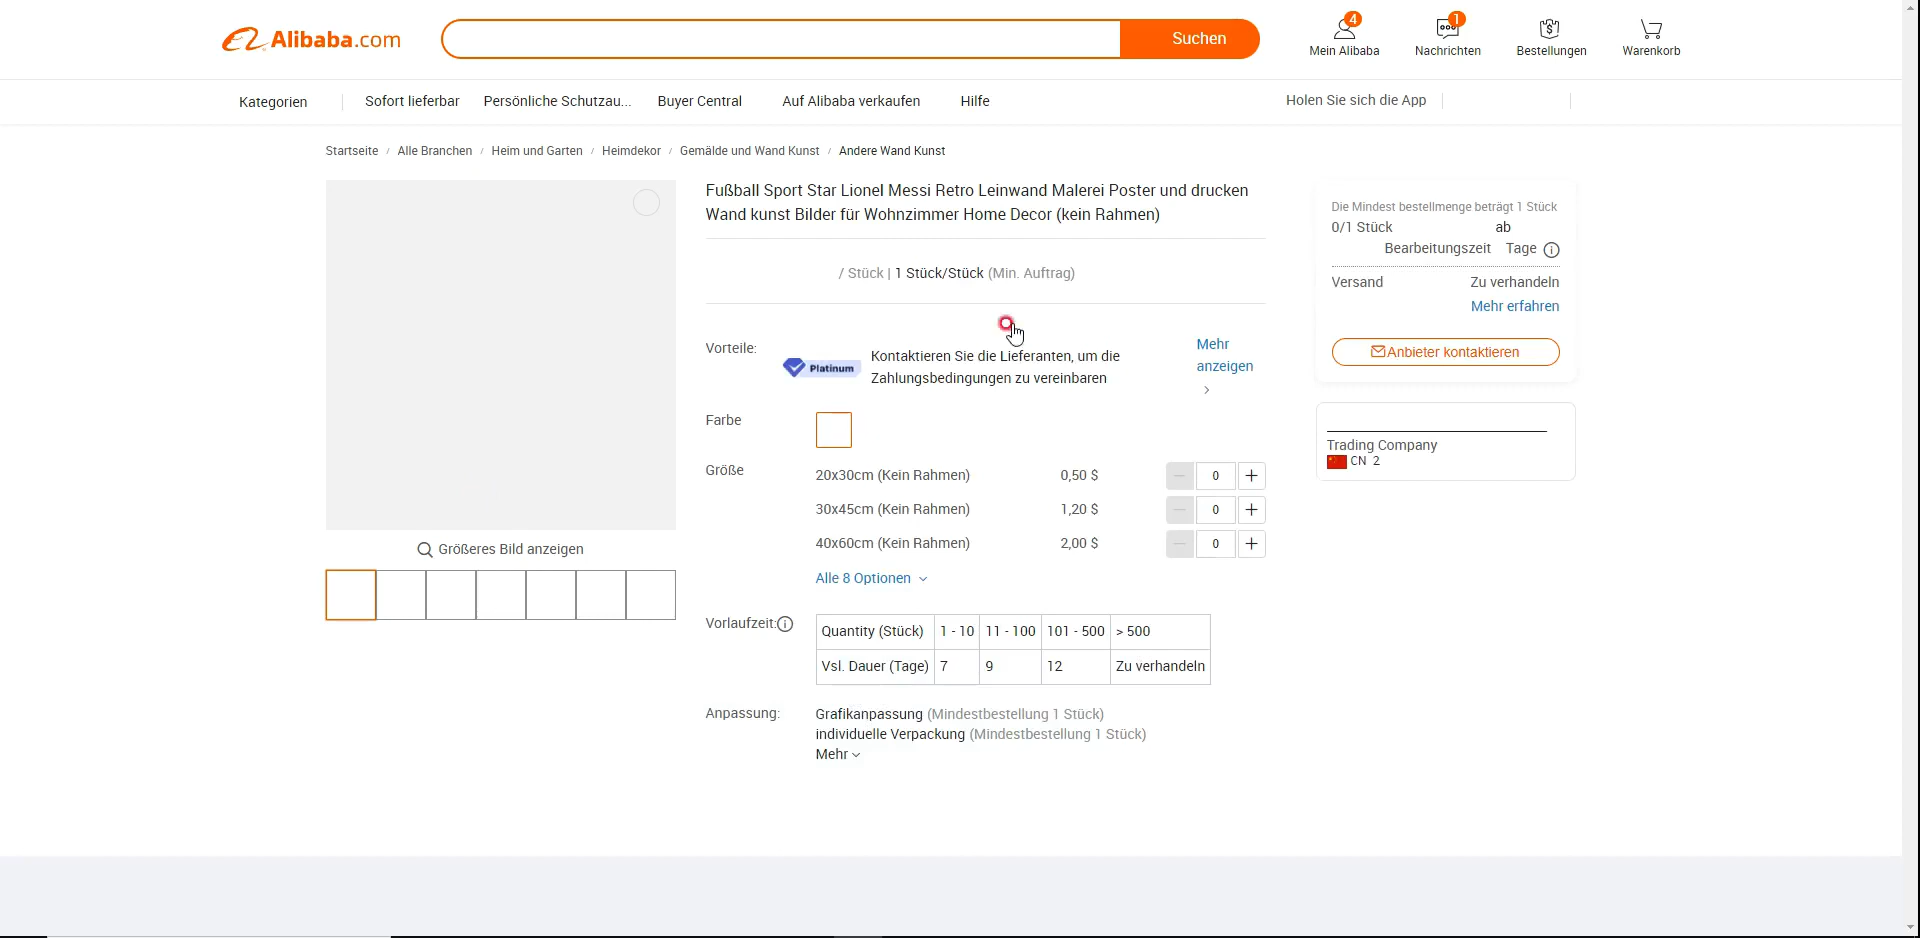 Alibaba.com
Suchen
4
Mein Alibaba
1
Nachrichten
Bestellungen
Warenkorb
Kategorien
Sofort lieferbar
Persönliche Schutzau...
Buyer Central
Auf Alibaba verkaufen
Hilfe
Holen Sie sich die App
Startseite / Alle Branchen / Heim und Garten / Heimdekor / Gemälde und Wand Kunst / Andere Wand Kunst
Fußball Sport Star Lionel Messi Retro Leinwand Malerei Poster und drucken
Wand kunst Bilder für Wohnzimmer Home Decor (kein Rahmen)
/ Stück | 1 Stück/Stück (Min. Auftrag)
Vorteile:
Platinum
Kontaktieren Sie die Lieferanten, um die
Zahlungsbedingungen zu vereinbaren
Mehr
anzeigen
Farbe
Größe
20x30cm (Kein Rahmen) 0,50 $ 0 +
30x45cm (Kein Rahmen) 1,20 $ 0 +
40x60cm (Kein Rahmen) 2,00 $ 0 +
Alle 8 Optionen
Größeres Bild anzeigen
Vorlaufzeit:
Quantity (Stück) 1 - 10 11 - 100 101 - 500 > 500
Vsl. Dauer (Tage) 7 9 12 Zu verhandeln
Anpassung:
Grafikanpassung (Mindestbestellung 1 Stück)
individuelle Verpackung (Mindestbestellung 1 Stück)
Mehr
Die Mindest bestellmenge beträgt 1 Stück
0/1 Stück ab
Bearbeitungszeit Tage
Versand Zu verhandeln
Mehr erfahren
Anbieter kontaktieren
Trading Company
CN 2